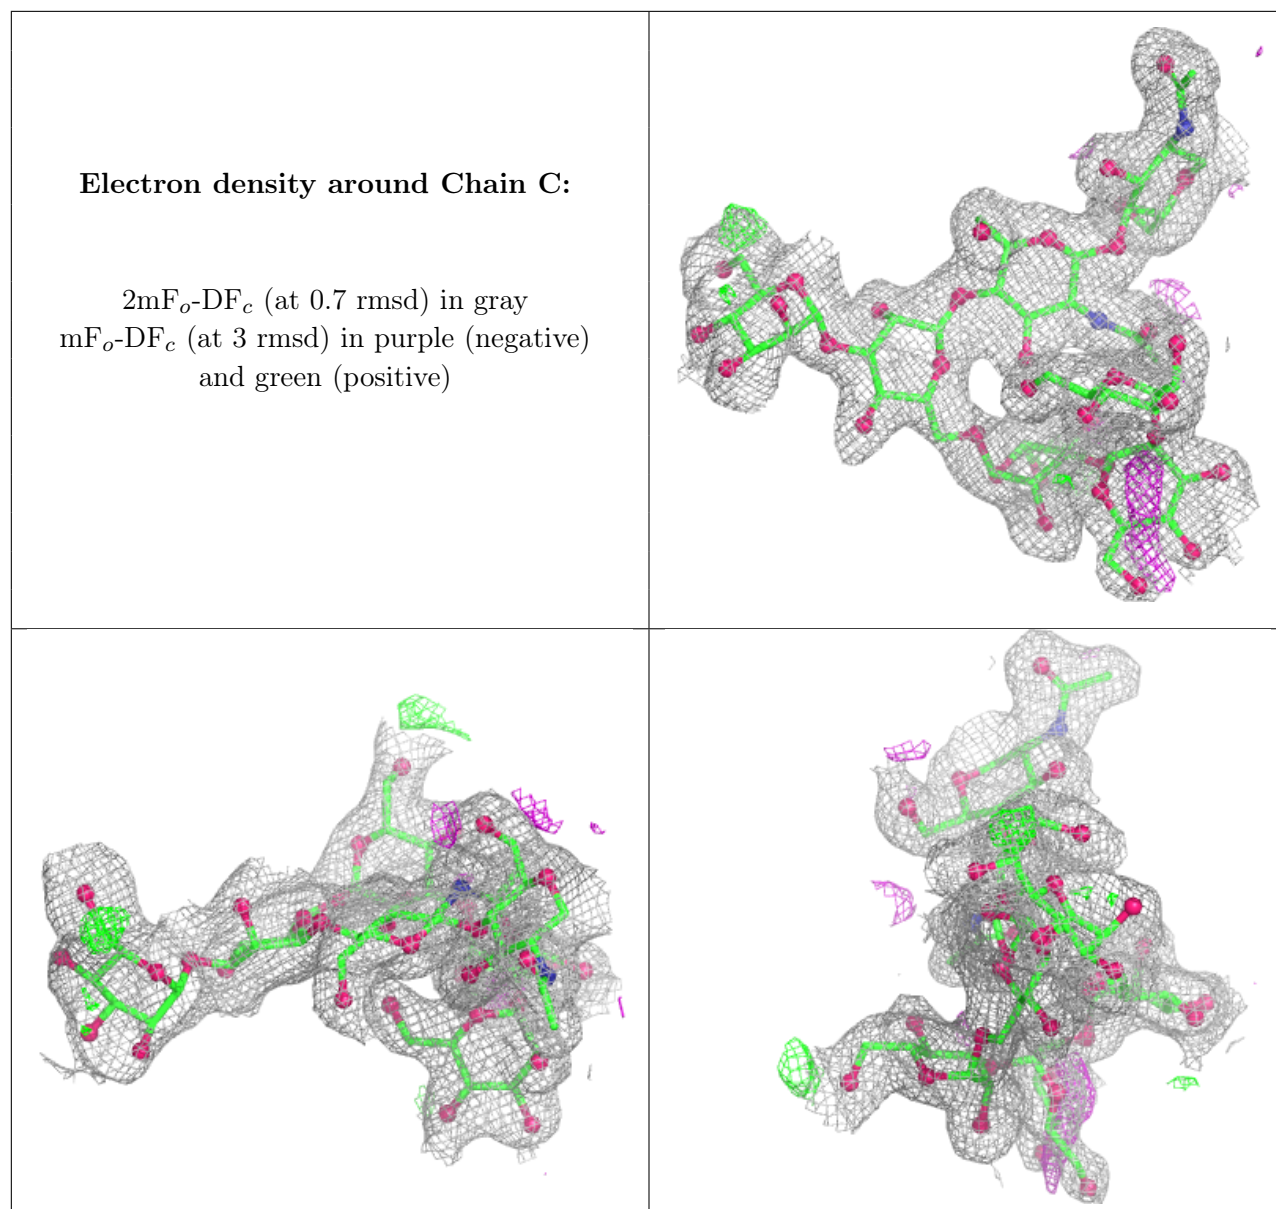 Electron density around Chain C:
2mFo-DFc (at 0.7 rmsd) in gray
mFo-DFc (at 3 rmsd) in purple (negative)
and green (positive)